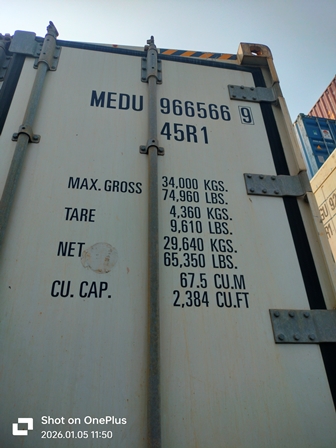 MEDU 966566 9
45R1
MAX. GROSS 34,000 KGS.
74,960 LBS.
TARE 4,360 KGS.
9,610 LBS.
NET 29,640 KGS.
65,350 LBS.
CU. CAP. 67.5 CU.M
2,384 CU.FT
Shot on OnePlus
2026.01.05 11:50